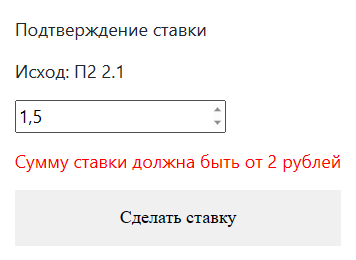 Подтверждение ставки
Исход: П2 2.1
1,5
Сумму ставки должна быть от 2 рублей
Сделать ставку